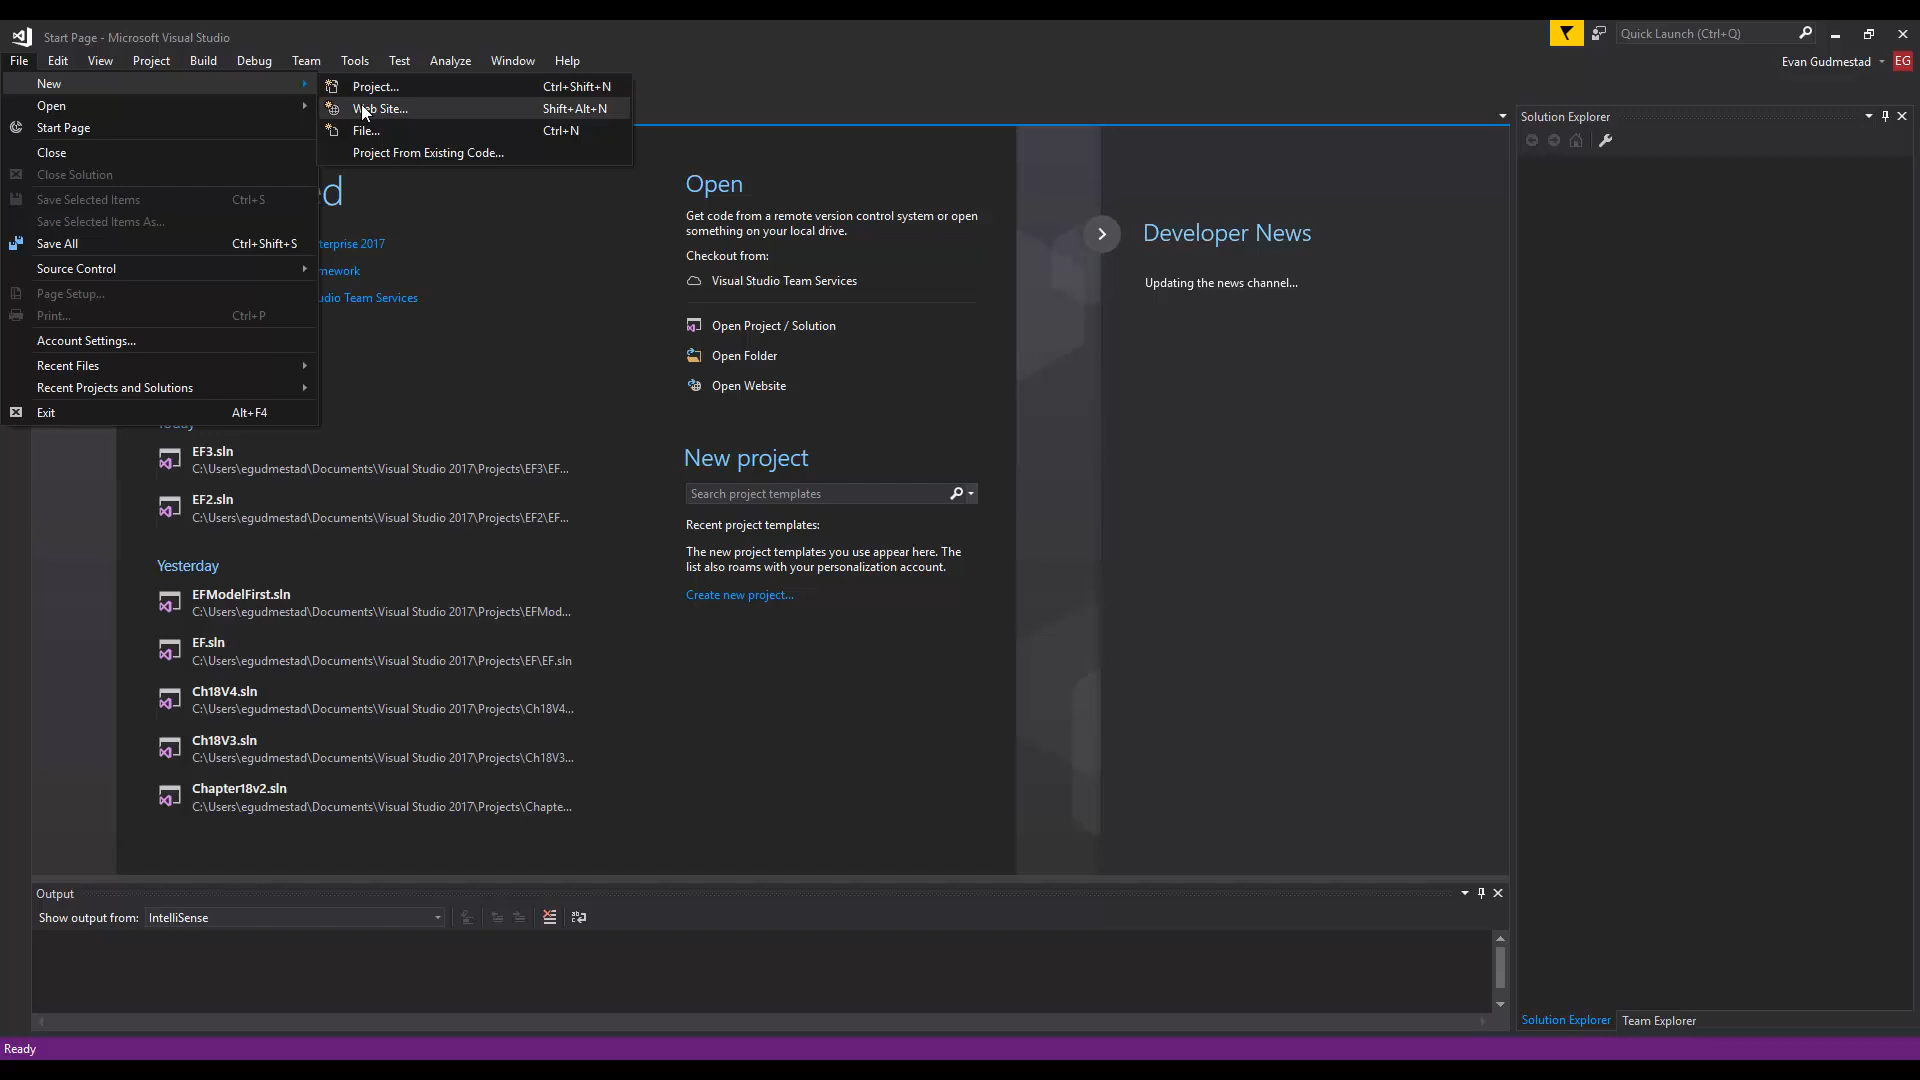 Start Page - Microsoft Visual Studio
Quick Launch (Ctrl+Q)
File Edit View Project Build Debug Team Tools Test Analyze Window Help
Evan Gudmestad
EG
New
Open
Start Page
Close
Close Solution
Save Selected Items Ctrl+S
Save Selected Items As...
Save All Ctrl+Shift+S
Source Control
Page Setup...
Print... Ctrl+P
Account Settings...
Recent Files
Recent Projects and Solutions
Exit Alt+F4
Project... Ctrl+Shift+N
Web Site... Shift+Alt+N
File... Ctrl+N
Project From Existing Code...
ed
terprise 2017
mework
udio Team Services
Today
EF3.sln
C:\Users\egudmestad\Documents\Visual Studio 2017\Projects\EF3\EF...
EF2.sln
C:\Users\egudmestad\Documents\Visual Studio 2017\Projects\EF2\EF...
Yesterday
EFModelFirst.sln
C:\Users\egudmestad\Documents\Visual Studio 2017\Projects\EFMod...
EF.sln
C:\Users\egudmestad\Documents\Visual Studio 2017\Projects\EF\EF.sln
Ch18V4.sln
C:\Users\egudmestad\Documents\Visual Studio 2017\Projects\Ch18V4...
Ch18V3.sln
C:\Users\egudmestad\Documents\Visual Studio 2017\Projects\Ch18V3...
Chapter18v2.sln
C:\Users\egudmestad\Documents\Visual Studio 2017\Projects\Chapte...
Open
Get code from a remote version control system or open
something on your local drive.
Checkout from:
Visual Studio Team Services
Open Project / Solution
Open Folder
Open Website
New project
Search project templates
Recent project templates:
The new project templates you use appear here. The
list also roams with your personalization account.
Create new project...
Developer News
Updating the news channel...
Solution Explorer
Output
Show output from: IntelliSense
Solution Explorer Team Explorer
Ready